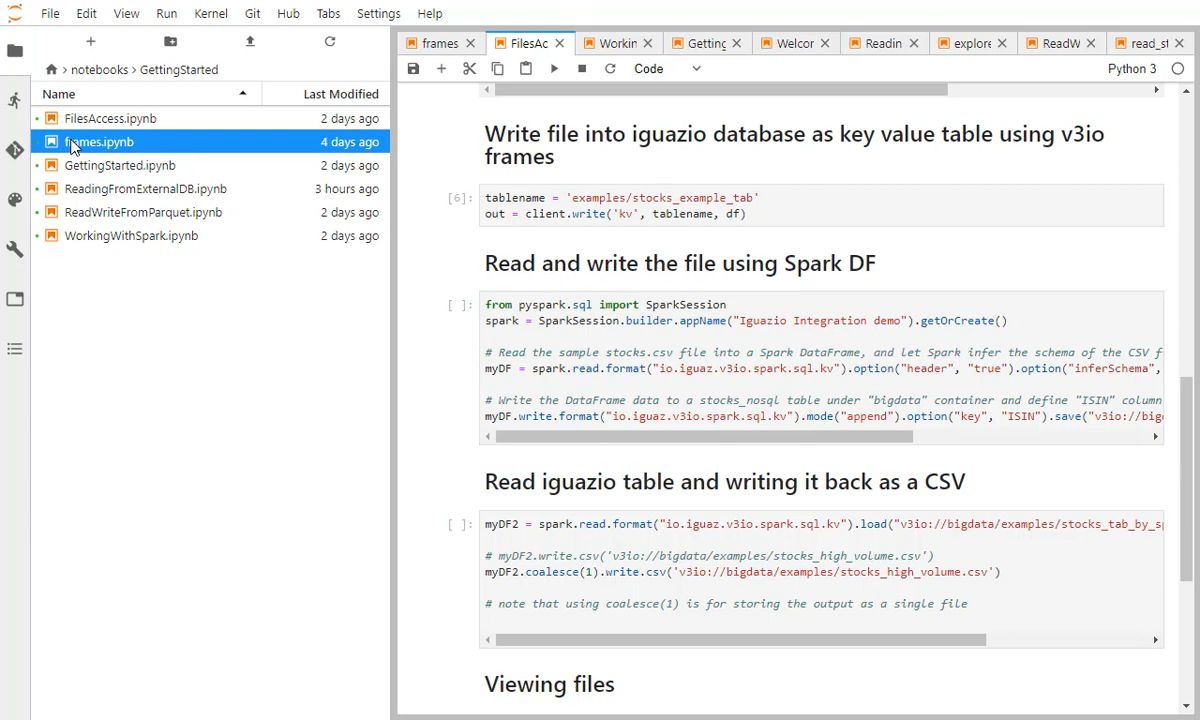 File Edit View Run Kernel Git Hub Tabs Settings Help
notebooks > GettingStarted
Name Last Modified
FilesAccess.ipynb 2 days ago
frames.ipynb 4 days ago
GettingStarted.ipynb 2 days ago
ReadingFromExternalDB.ipynb 3 hours ago
ReadWriteFromParquet.ipynb 2 days ago
WorkingWithSpark.ipynb 2 days ago
frames FilesAc Workin Getting Welcor Readin explore ReadW read_st
Code Python 3
Write file into iguazio database as key value table using v3io
frames
[6]: tablename = 'examples/stocks_example_tab'
out = client.write('kv', tablename, df)
Read and write the file using Spark DF
[ ]: from pyspark.sql import SparkSession
spark = SparkSession.builder.appName("Iguazio Integration demo").getOrCreate()
# Read the sample stocks.csv file into a Spark DataFrame, and let Spark infer the schema of the CSV f
myDF = spark.read.format("io.iguaz.v3io.spark.sql.kv").option("header", "true").option("inferSchema",
# Write the DataFrame data to a stocks_nosql table under "bigdata" container and define "ISIN" column
myDF.write.format("io.iguaz.v3io.spark.sql.kv").mode("append").option("key", "ISIN").save("v3io://big
Read iguazio table and writing it back as a CSV
[ ]: myDF2 = spark.read.format("io.iguaz.v3io.spark.sql.kv").load("v3io://bigdata/examples/stocks_tab_by_sp
# myDF2.write.csv('v3io://bigdata/examples/stocks_high_volume.csv')
myDF2.coalesce(1).write.csv('v3io://bigdata/examples/stocks_high_volume.csv')
# note that using coalesce(1) is for storing the output as a single file
Viewing files